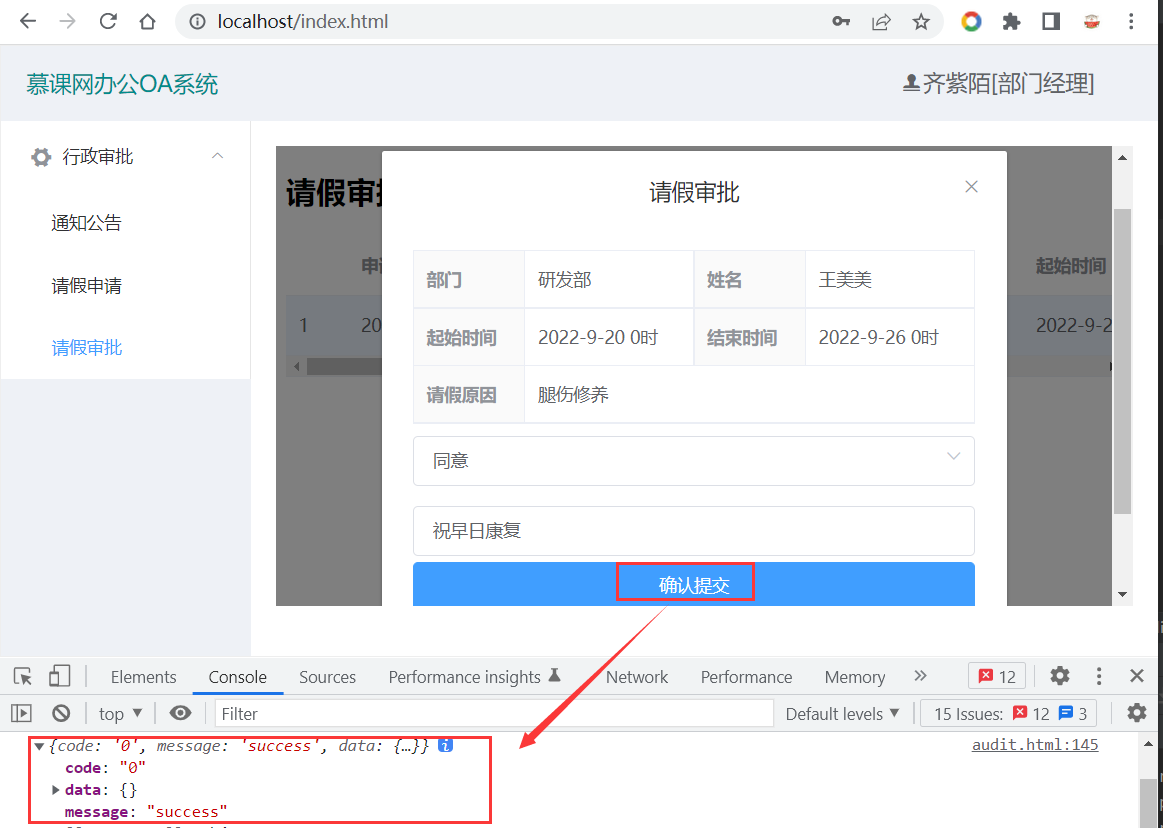 localhost/index.html
慕课网办公OA系统
齐紫陌[部门经理]
行政审批
通知公告
请假申请
请假审批
请假审批
起始时间
1
20
2022-9-2
请假审批
部门 研发部 姓名 王美美
起始时间 2022-9-20 0时 结束时间 2022-9-26 0时
请假原因 腿伤修养
同意
祝早日康复
确认提交
Elements Console Sources Performance insights Network Performance Memory 12
top Filter Default levels 15 Issues: 12 3
{code: '0', message: 'success', data: {…}} audit.html:145
code: "0"
data: {}
message: "success"